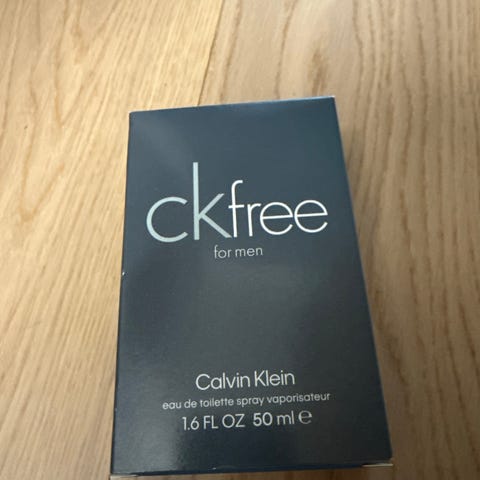 ckfree
for men
Calvin Klein
eau de toilette spray vaporisateur
1.6 FL OZ 50 ml ℮